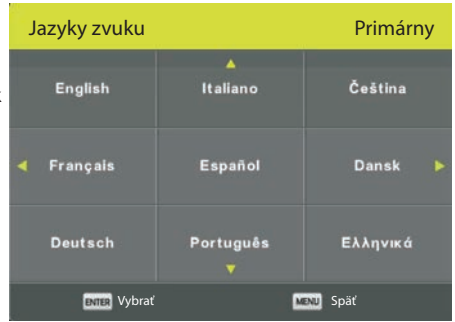 Jazyky zvuku Primárny
English Italiano Čeština
Français Español Dansk
Deutsch Português Ελληνικά
ENTER Vybrať MENU Späť